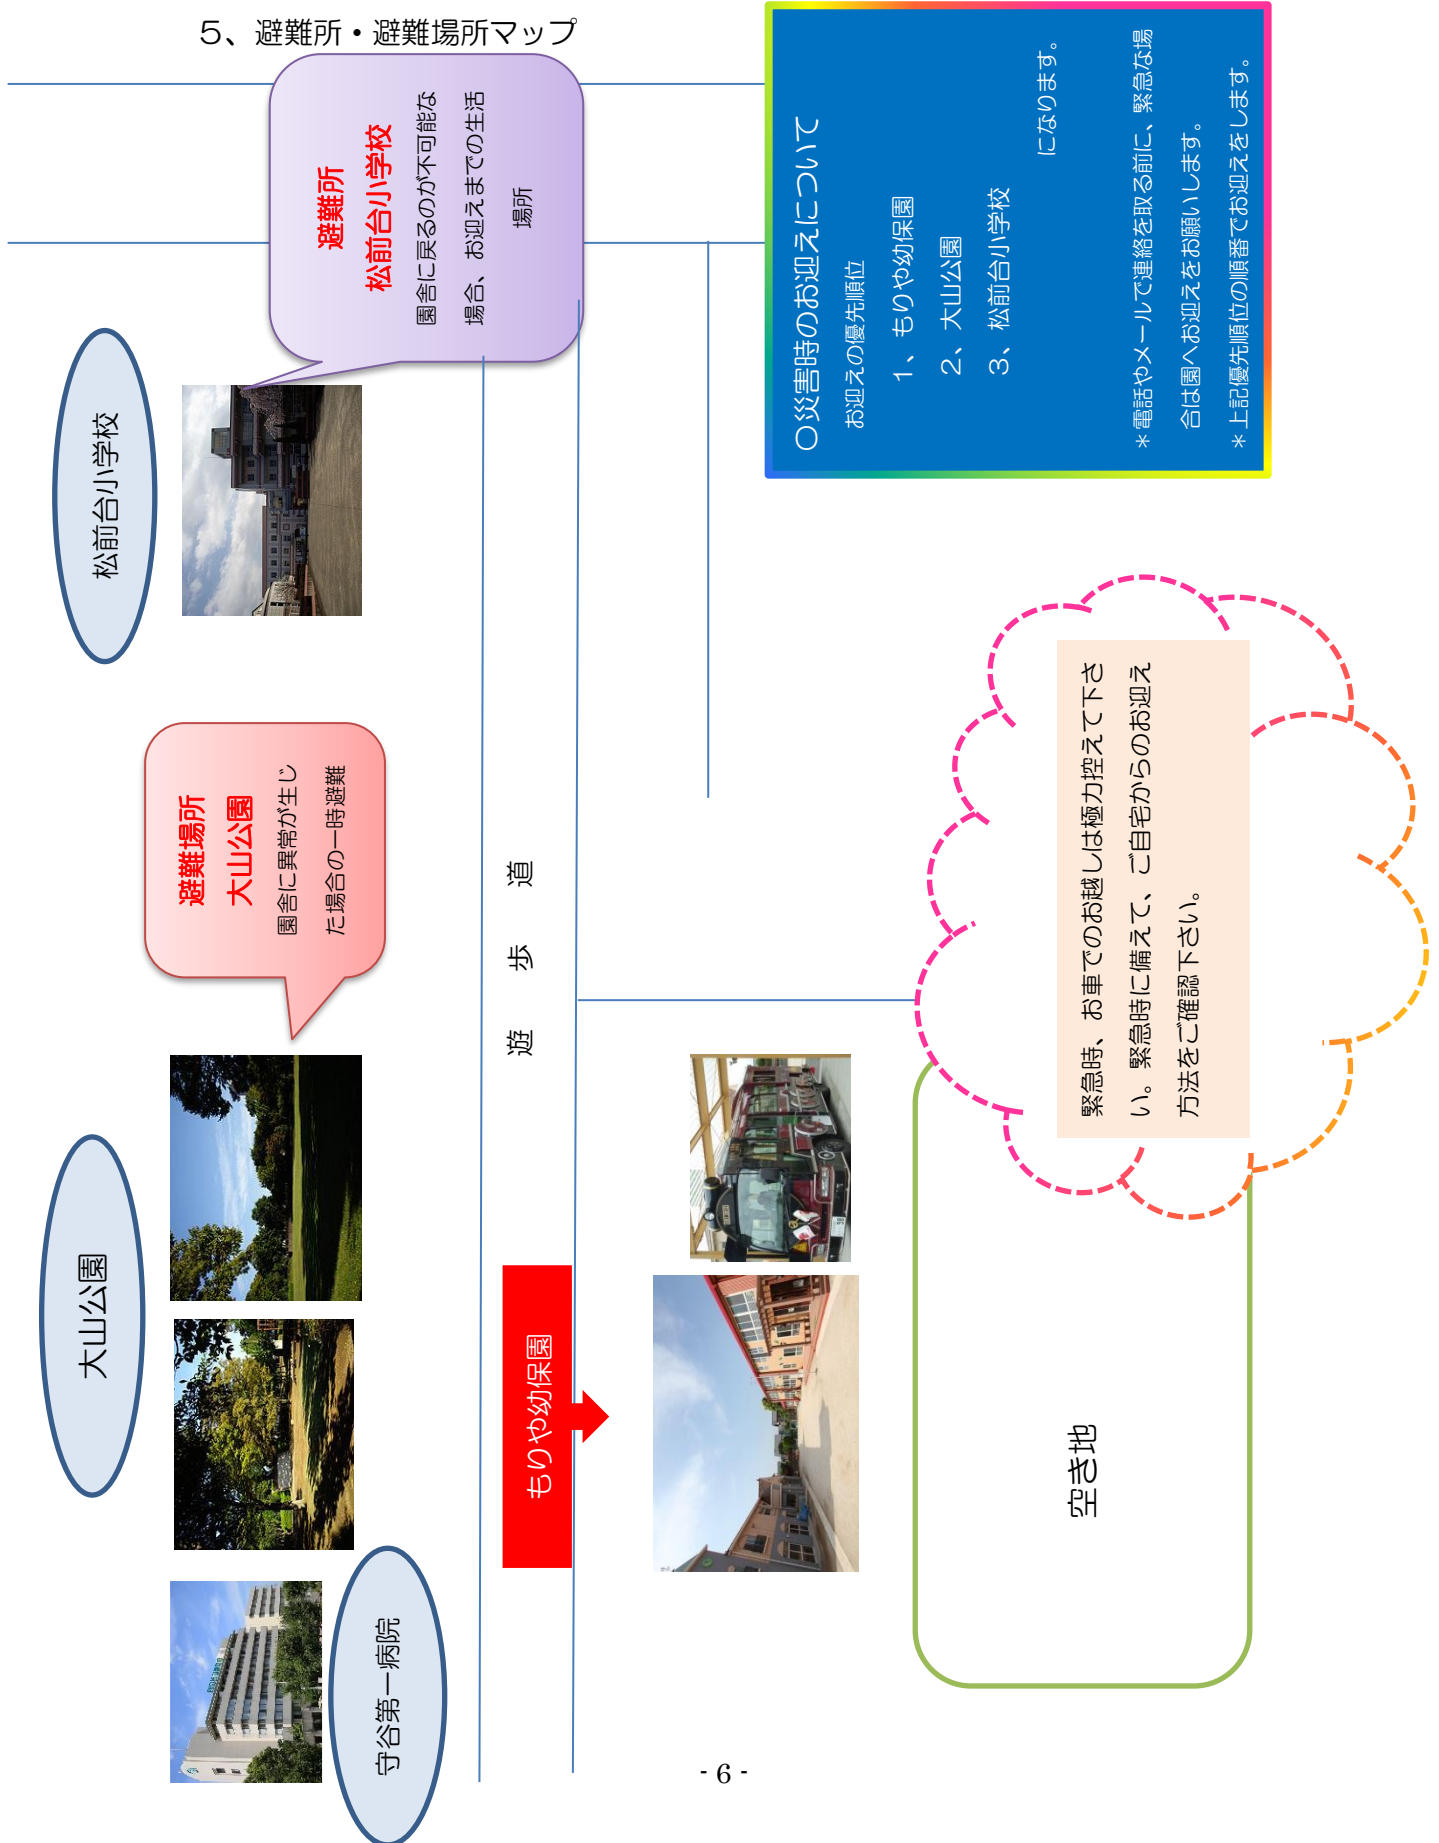 5、避難所・避難場所マップ
松前台小学校
避難所
松前台小学校
園舎に戻るのが不可能な
場合、お迎えまでの生活
場所
大山公園
避難場所
大山公園
園舎に異常が生じ
た場合の一時避難
守谷第一病院
遊歩道
もりや幼保園
〇災害時のお迎えについて
お迎えの優先順位
1、もりや幼保園
2、大山公園
3、松前台小学校
になります。
＊電話やメールで連絡を取る前に、緊急な場
合は園へお迎えをお願いします。
＊上記優先順位の順番でお迎えをします。
緊急時、お車でのお越しは極力控えて下さ
い。緊急時に備えて、ご自宅からのお迎え
方法をご確認下さい。
空き地
- 6 -